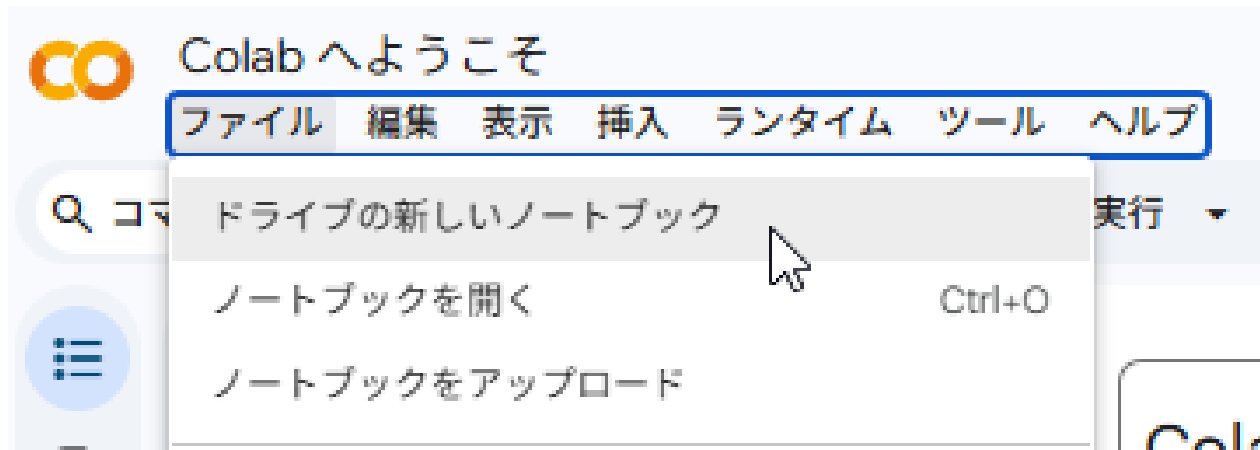 Colab へようこそ
ファイル 編集 表示 挿入 ランタイム ツール ヘルプ
コマ 実行
ドライブの新しいノートブック
ノートブックを開く Ctrl+O
ノートブックをアップロード
Cola